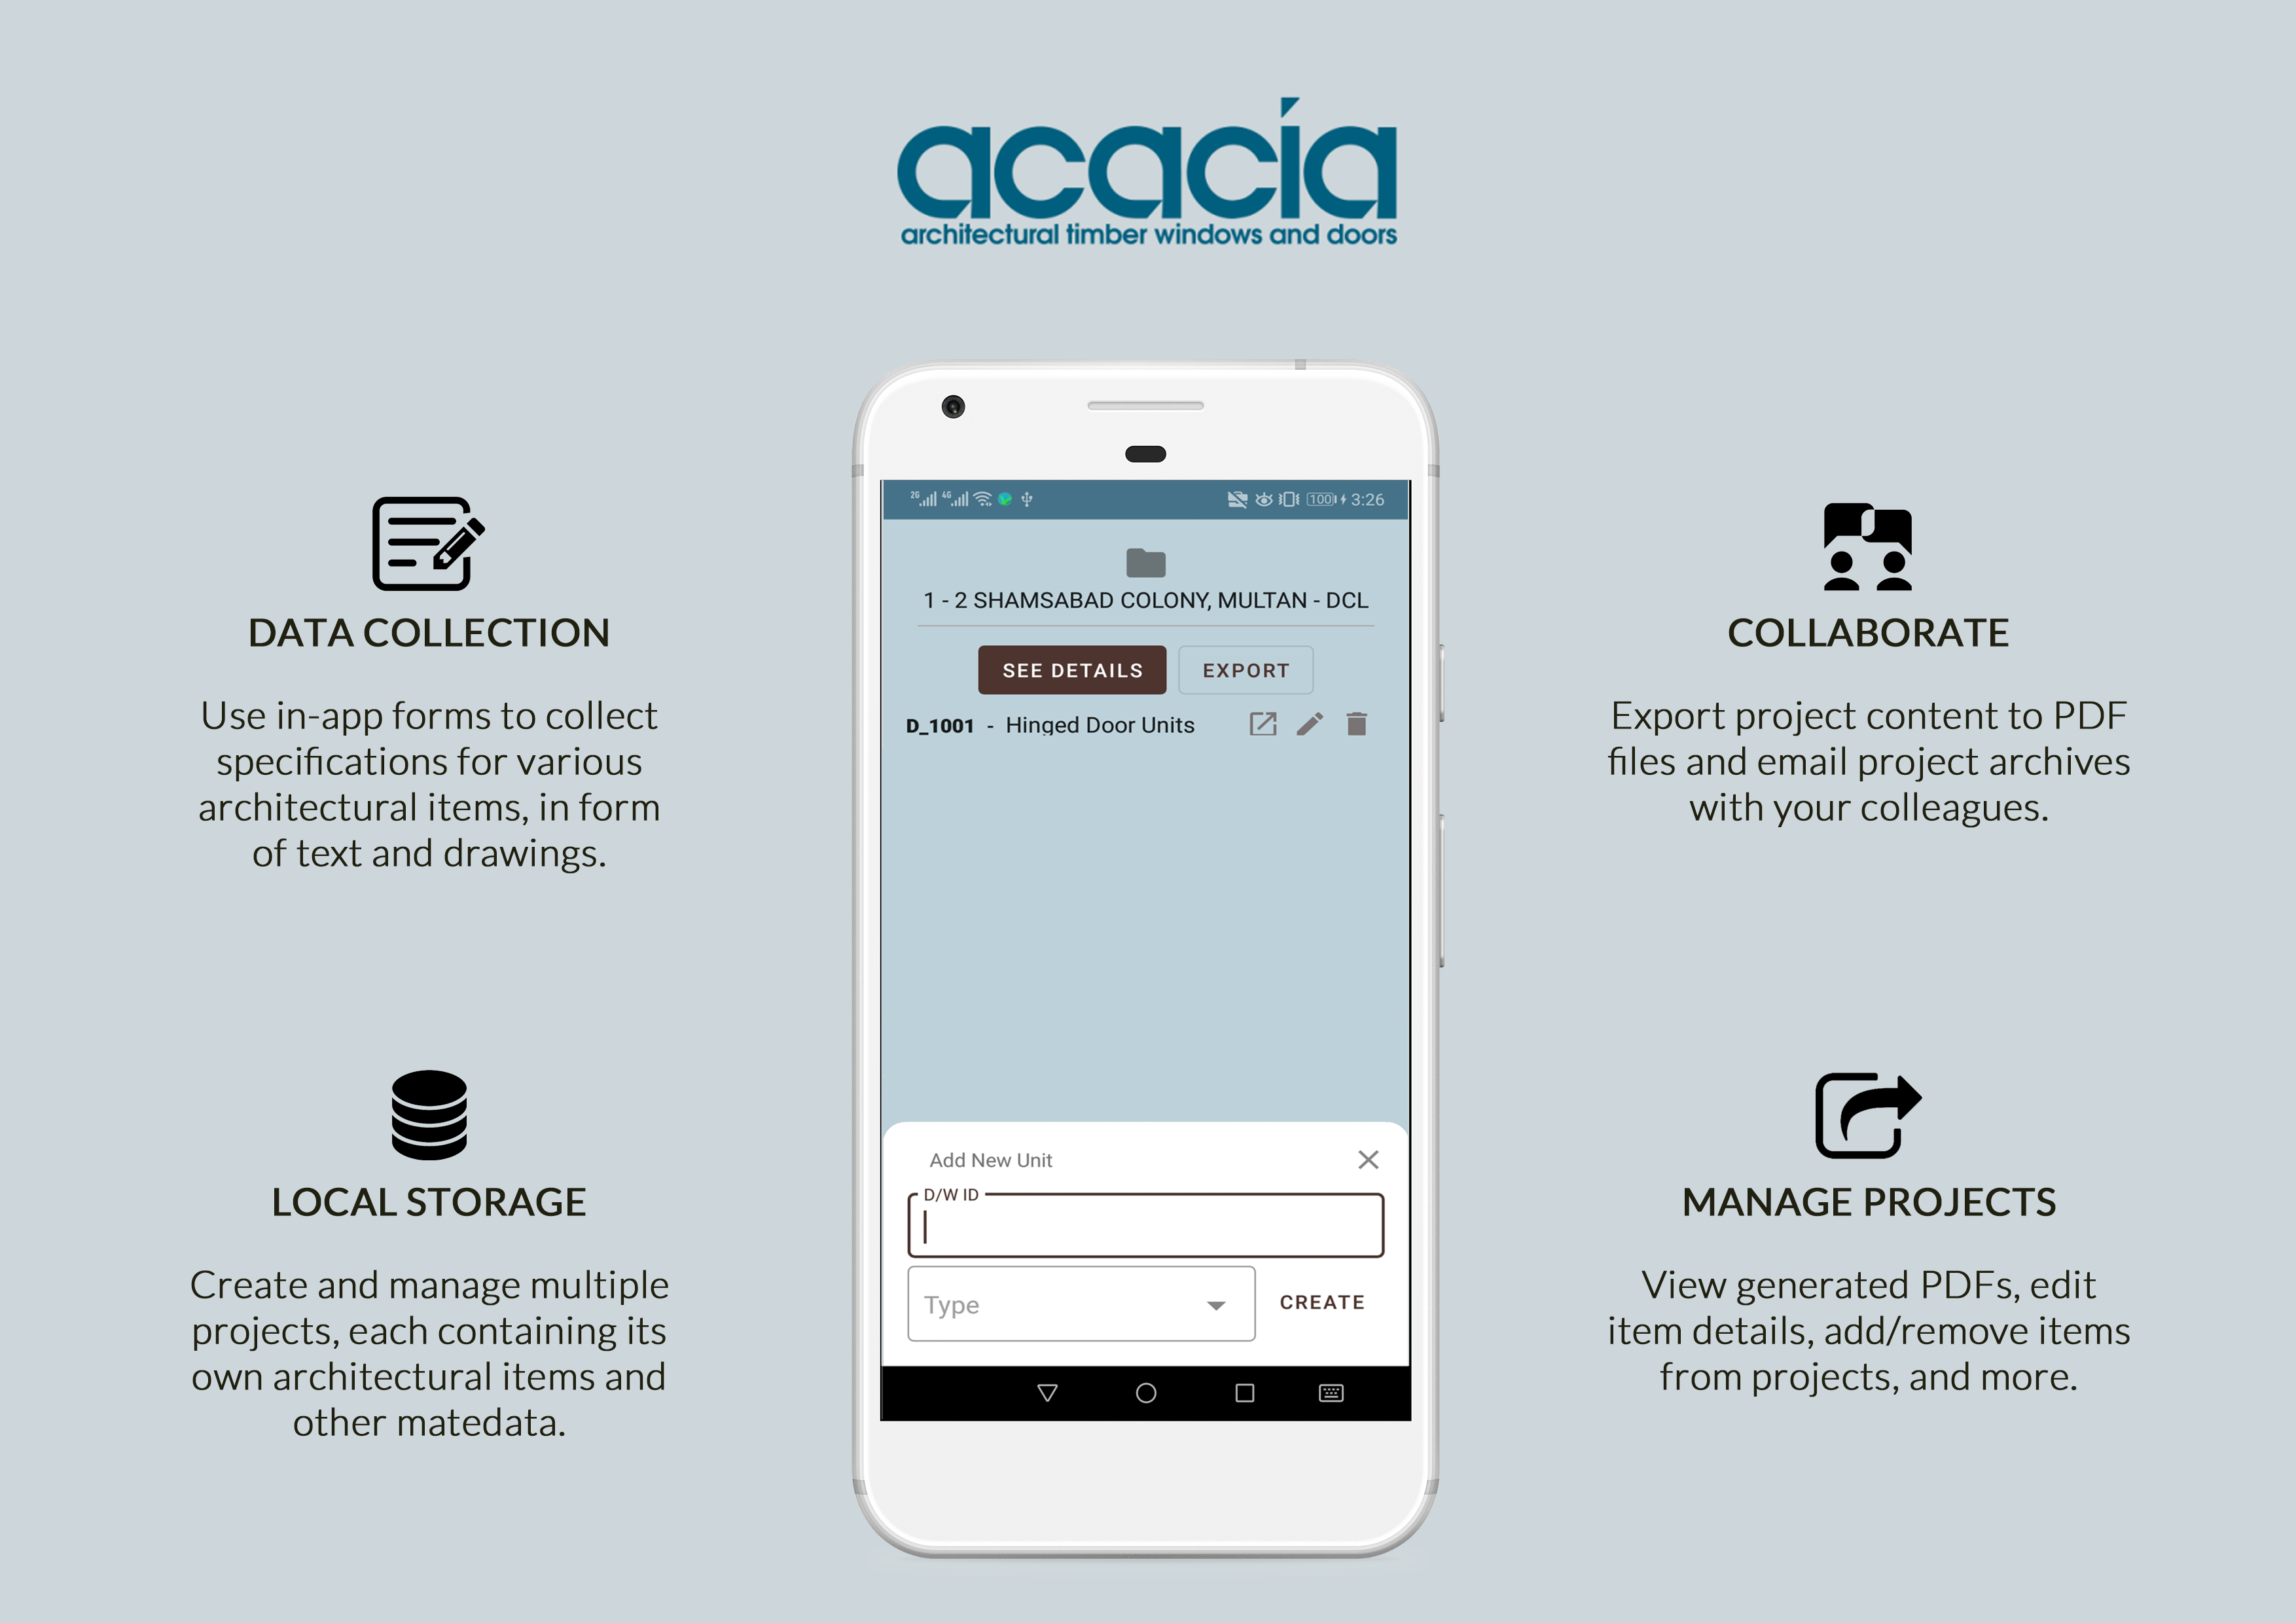 acacia
architectural timber windows and doors
DATA COLLECTION
Use in-app forms to collect
specifications for various
architectural items, in form
of text and drawings.
LOCAL STORAGE
Create and manage multiple
projects, each containing its
own architectural items and
other matedata.
2G 4G 100 3:26
1 - 2 SHAMSABAD COLONY, MULTAN - DCL
SEE DETAILS EXPORT
D_1001 - Hinged Door Units
Add New Unit
D/W ID
Type CREATE
COLLABORATE
Export project content to PDF
files and email project archives
with your colleagues.
MANAGE PROJECTS
View generated PDFs, edit
item details, add/remove items
from projects, and more.